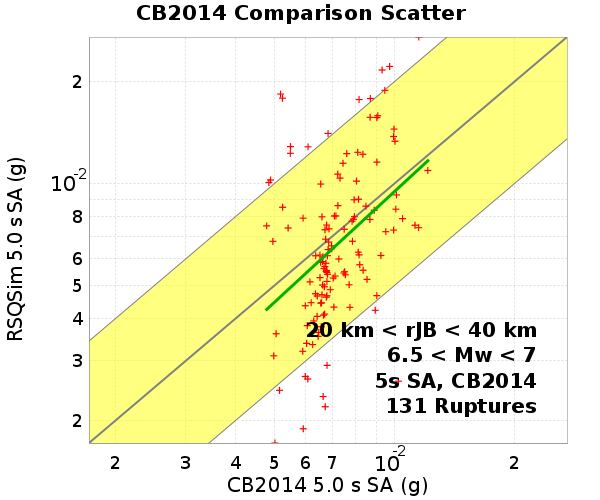 CB2014 Comparison Scatter
RSQSim 5.0 s SA (g)
2
10-2
8
6
5
4
3
2
20 km < rJB < 40 km
6.5 < Mw < 7
5s SA, CB2014
131 Ruptures
2 3 4 5 6 7 10-2 2
CB2014 5.0 s SA (g)